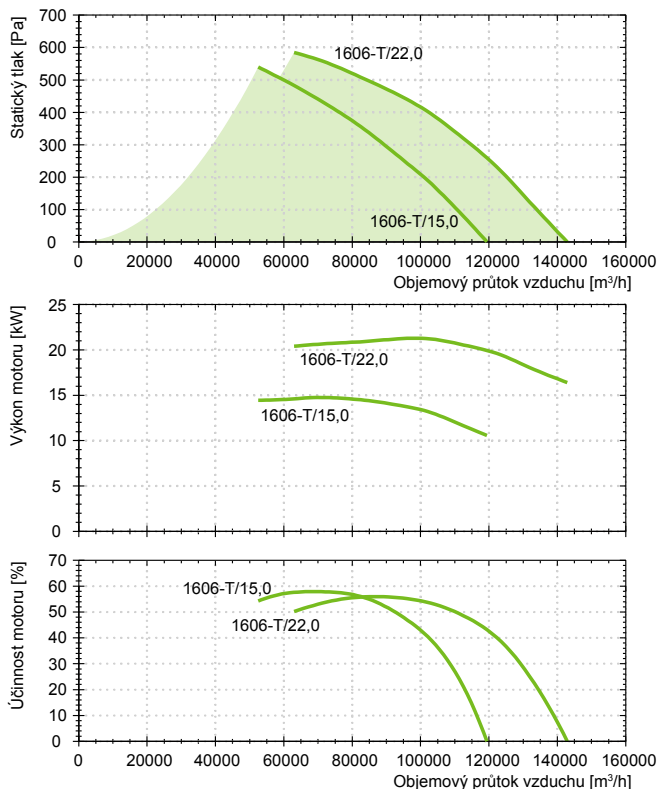 Statický tlak [Pa]
700
600
500
400
300
200
100
0
1606-T/22,0
1606-T/15,0
0 20000 40000 60000 80000 100000 120000 140000 160000
Objemový průtok vzduchu [m³/h]
Výkon motoru [kW]
25
20
15
10
5
0
1606-T/22,0
1606-T/15,0
Účinnost motoru [%]
70
60
50
40
30
20
10
0
1606-T/15,0
1606-T/22,0
0 20000 40000 60000 80000 100000 120000 140000 160000
Objemový průtok vzduchu [m³/h]